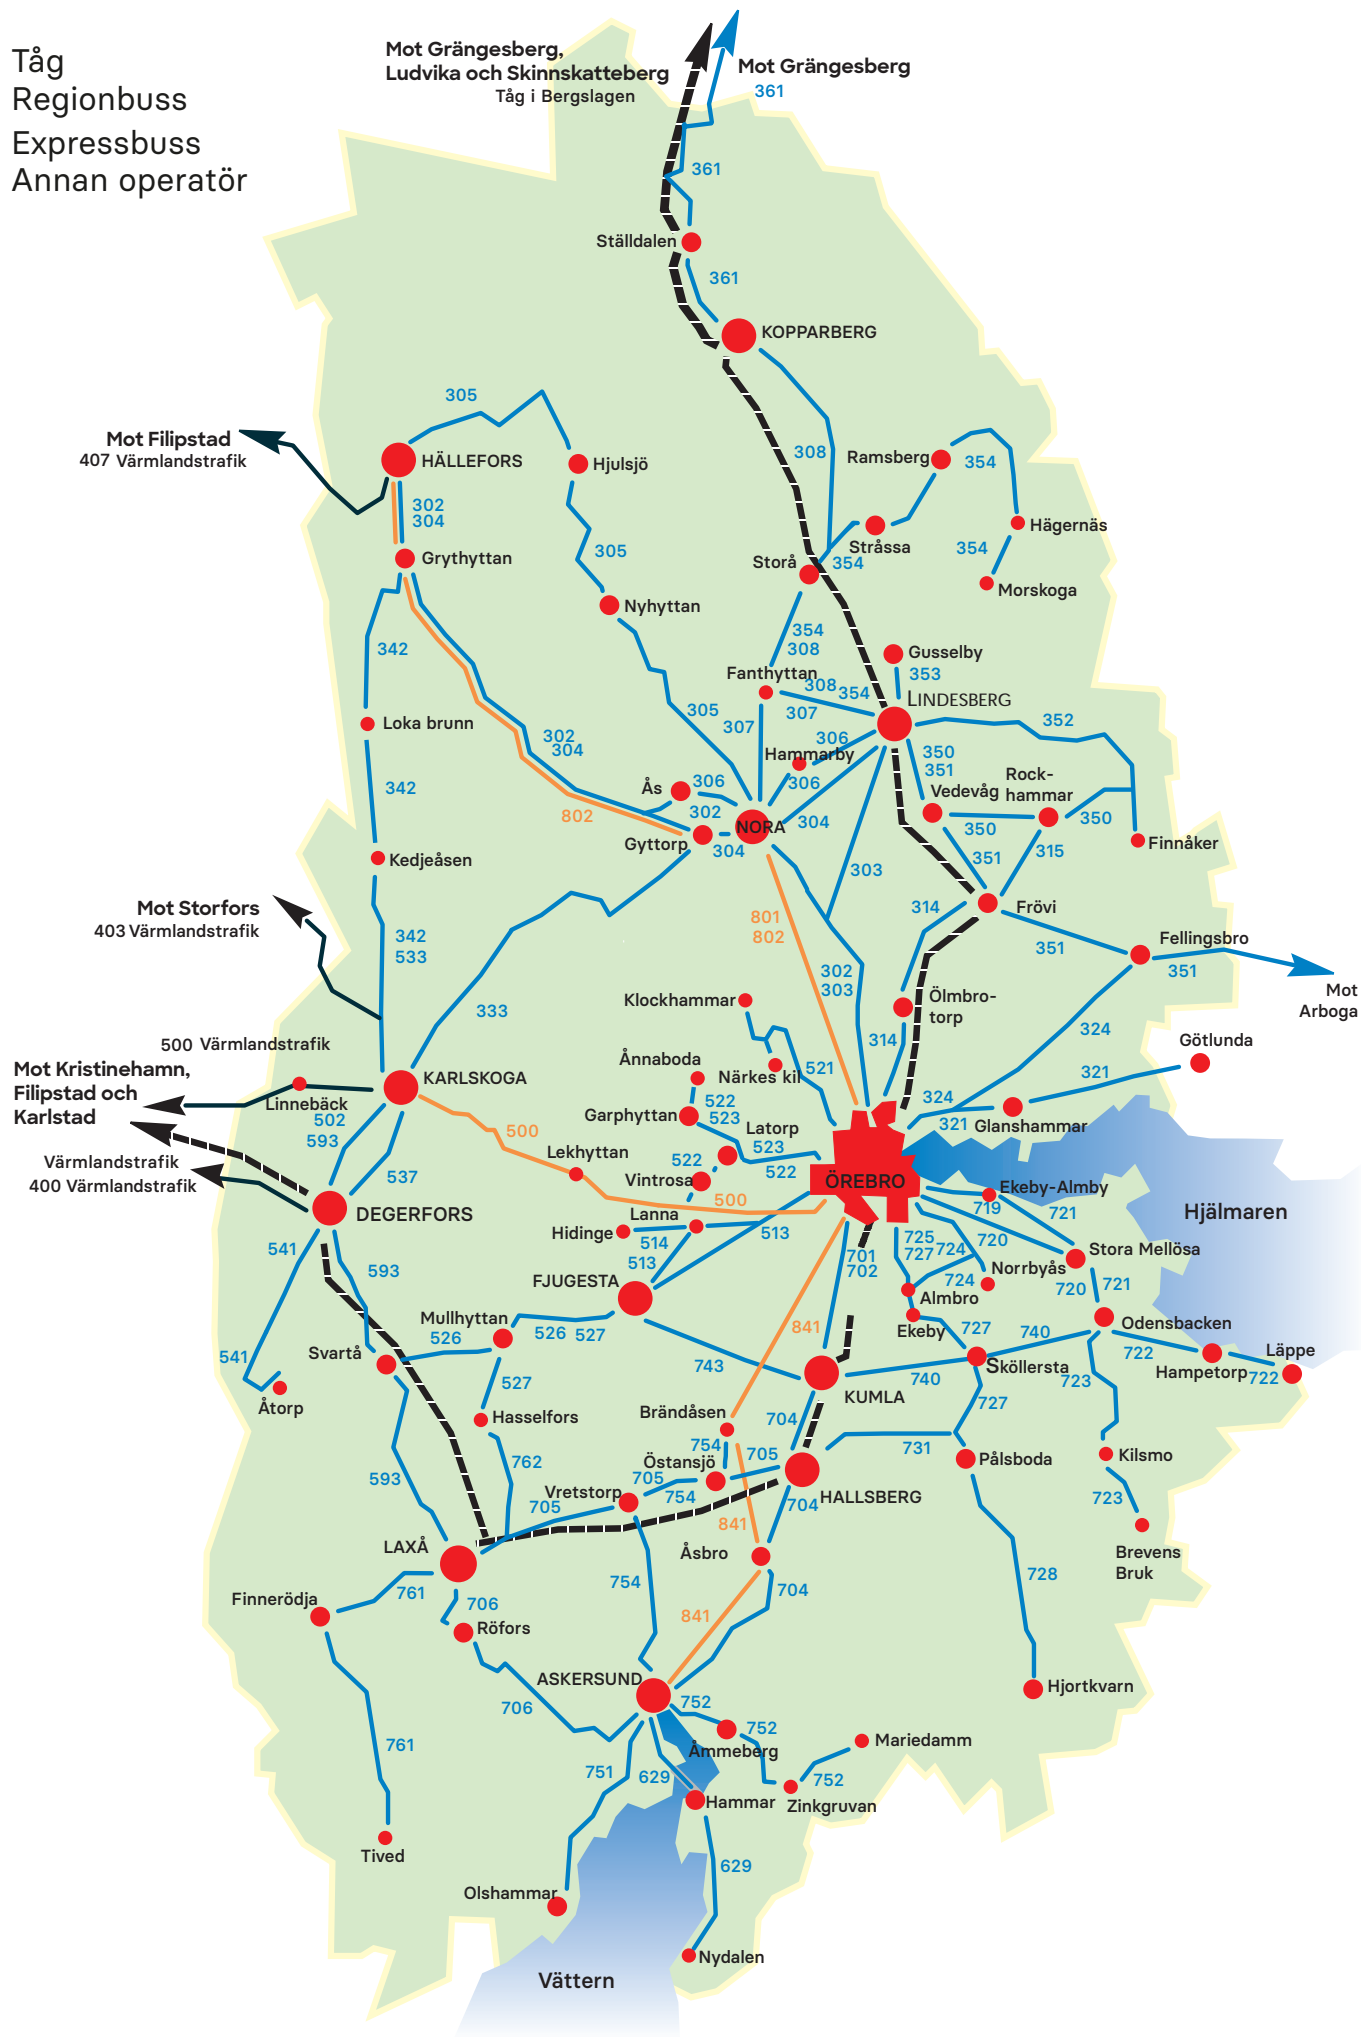 Tåg
Regionbuss
Expressbuss
Annan operatör
Mot Grängesberg,
Ludvika och Skinnskatteberg
Tåg i Bergslagen
Mot Grängesberg
361
361
Ställdalen
361
KOPPARBERG
305
Mot Filipstad
407 Värmlandstrafik
HÄLLEFORS
Hjulsjö
308
Ramsberg
354
302
304
Hägernäs
Stråssa
354
305
Grythyttan
Storå
354
Morskoga
Nyhyttan
354
308
342
Gusselby
353
Fanthyttan
308
354
LINDESBERG
307
305
307
352
Loka brunn
302
304
306
Hammarby
350
351
Rock-
hammar
306
306
Ås
342
Vedevåg
802
302
304
350
350
NORA
Gyttorp
304
315
Finnåker
351
Kedjeåsen
303
Mot Storfors
403 Värmlandstrafik
801
802
314
Frövi
342
533
351
Fellingsbro
351
Mot
Arboga
302
303
Klockhammar
Ölmbro-
torp
333
324
314
Götlunda
500 Värmlandstrafik
Ånnaboda
Närkes kil
521
321
Mot Kristinehamn,
Filipstad och
Karlstad
KARLSKOGA
Linnebäck
502
593
522
523
324
321
Glanshammar
Garphyttan
500
Latorp
523
Lekhyttan
522
522
Värmlandstrafik
400 Värmlandstrafik
537
Vintrosa
ÖREBRO
Ekeby-Almby
719
721
500
Hjälmaren
DEGERFORS
Lanna
Hidinge
514
513
513
725
727
724
720
541
701
702
Stora Mellösa
593
FJUGESTA
Norrbyås
724
720
721
Almbro
Mullhyttan
526
526
527
841
Ekeby
727
740
Odensbacken
Svartå
541
743
722
Läppe
Sköllersta
Hampetorp
722
740
723
Åtorp
527
KUMLA
727
Hasselfors
Brändåsen
704
754
705
731
Östansjö
Pålsboda
Kilsmo
762
593
705
754
Vretstorp
705
704
HALLSBERG
723
841
LAXÅ
Åsbro
Brevens
Bruk
754
704
728
761
706
Finnerödja
841
Röfors
ASKERSUND
Hjortkvarn
706
752
752
Mariedamm
761
Åmmeberg
751
629
752
Hammar
Zinkgruvan
Tived
629
Olshammar
Nydalen
Vättern